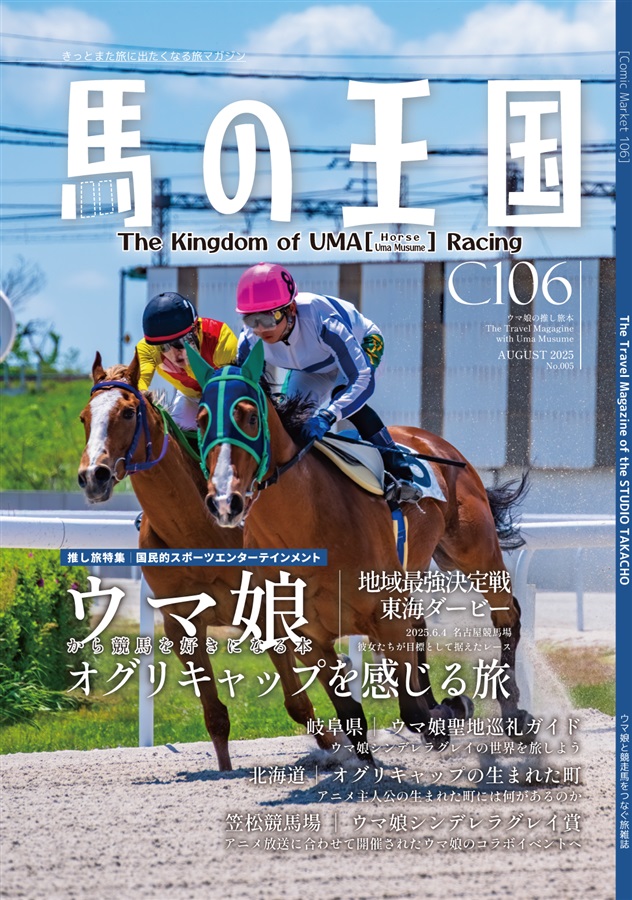 きっとまた旅に出たくなる旅マガジン
馬の王国
The Kingdom of UMA[Horse Uma Musume] Racing
C106
ウマ娘の推し旅本
The Travel Magagine
with Uma Musume
AUGUST 2025
No.005
推し旅特集|国民的スポーツエンターテインメント
ウマ娘
から競馬を好きになる本
地域最強決定戦
東海ダービー
2025.6.4 名古屋競馬場
彼女たちが目標として据えたレース
オグリキャップを感じる旅
岐阜県|ウマ娘聖地巡礼ガイド
ウマ娘シンデレラグレイの世界を旅しよう
北海道|オグリキャップの生まれた町
アニメ主人公の生まれた町には何があるのか
笠松競馬場|ウマ娘シンデレラグレイ賞
アニメ放送に合わせて開催されたウマ娘のコラボイベントへ
[Comic Market 106]
The Travel Magazine of the STUDIO TAKACHO
ウマ娘と競走馬をつなぐ旅雑誌